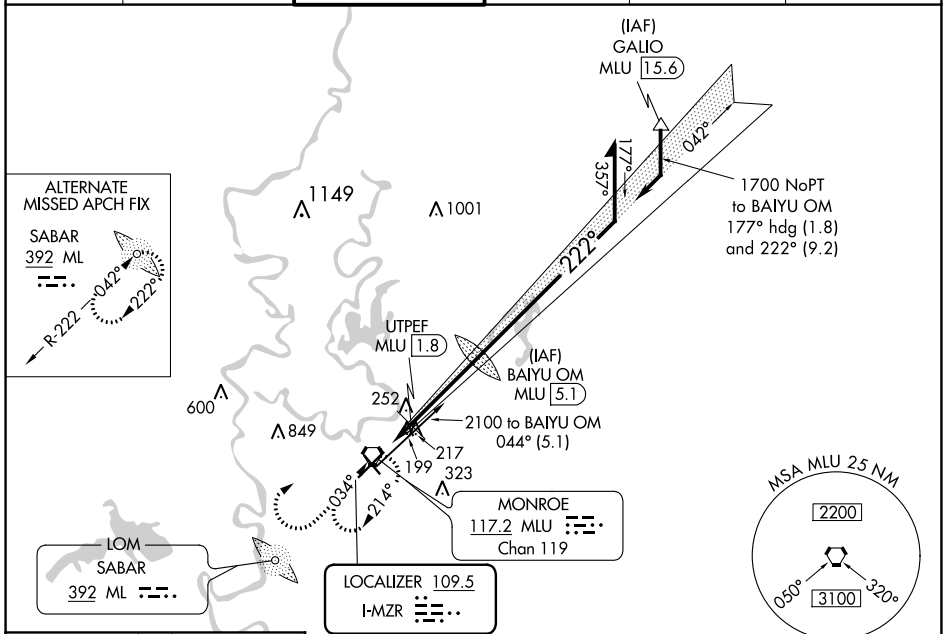 (IAF)
GALIO
MLU 15.6
042°
177°
357°
1700 NoPT
to BAIYU OM
177° hdg (1.8)
and 222° (9.2)
ALTERNATE
MISSED APCH FIX
SABAR
392 ML
042°
222°
R-222
1149
1001
222°
UTPEF
MLU 1.8
(IAF)
BAIYU OM
MLU 5.1
600
252
849
2100 to BAIYU OM
044° (5.1)
217
199
323
034°
214°
MONROE
117.2 MLU
Chan 119
LOM
SABAR
392 ML
LOCALIZER 109.5
I-MZR
MSA MLU 25 NM
2200
050°
320°
3100